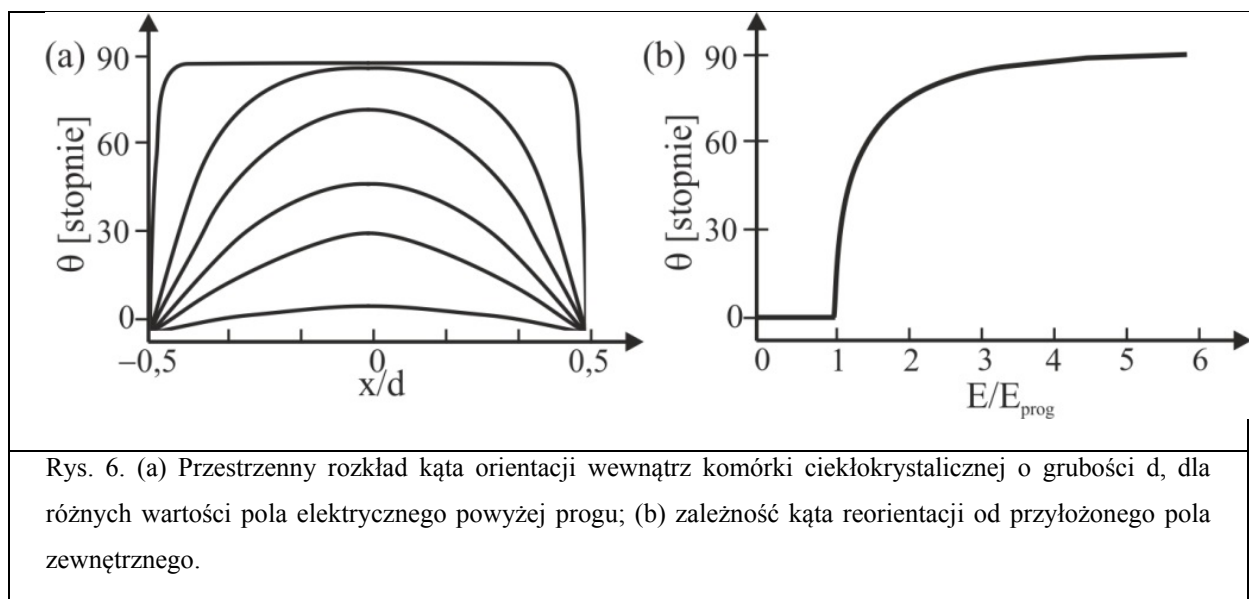 (a)
90
60
30
0
θ [stopnie]
–0,5
0
0,5
x/d
(b)
90
60
30
0
θ [stopnie]
0 1 2 3 4 5 6
E/E_prog
Rys. 6. (a) Przestrzenny rozkład kąta orientacji wewnątrz komórki ciekłokrystalicznej o grubości d, dla
różnych wartości pola elektrycznego powyżej progu; (b) zależność kąta reorientacji od przyłożonego pola
zewnętrznego.